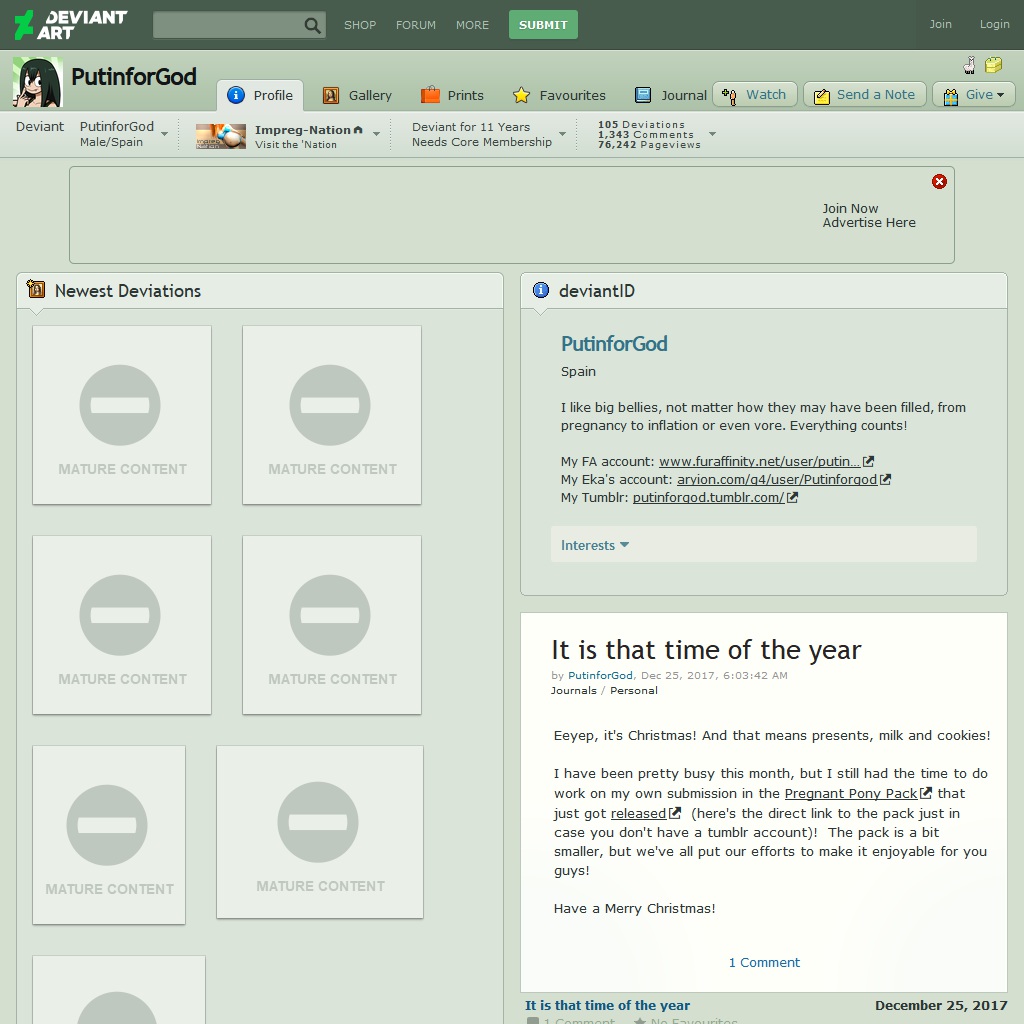 DEVIANT ART
SHOP FORUM MORE SUBMIT Join Login
PutinforGod
Profile Gallery Prints Favourites Journal Watch Send a Note Give
Deviant
PutinforGod
Male/Spain
Impreg-Nation
Visit the 'Nation
Deviant for 11 Years
Needs Core Membership
105 Deviations
1,343 Comments
76,242 Pageviews
Join Now
Advertise Here
Newest Deviations
MATURE CONTENT
MATURE CONTENT
MATURE CONTENT
MATURE CONTENT
MATURE CONTENT
MATURE CONTENT
deviantID
PutinforGod
Spain
I like big bellies, not matter how they may have been filled, from
pregnancy to inflation or even vore. Everything counts!
My FA account: www.furaffinity.net/user/putin...
My Eka's account: aryion.com/g4/user/Putinforgod
My Tumblr: putinforgod.tumblr.com/
Interests
It is that time of the year
by PutinforGod, Dec 25, 2017, 6:03:42 AM
Journals / Personal
Eeyep, it's Christmas! And that means presents, milk and cookies!
I have been pretty busy this month, but I still had the time to do
work on my own submission in the Pregnant Pony Pack that
just got released (here's the direct link to the pack just in
case you don't have a tumblr account)! The pack is a bit
smaller, but we've all put our efforts to make it enjoyable for you
guys!
Have a Merry Christmas!
1 Comment
It is that time of the year December 25, 2017
1 Comment No Favourites